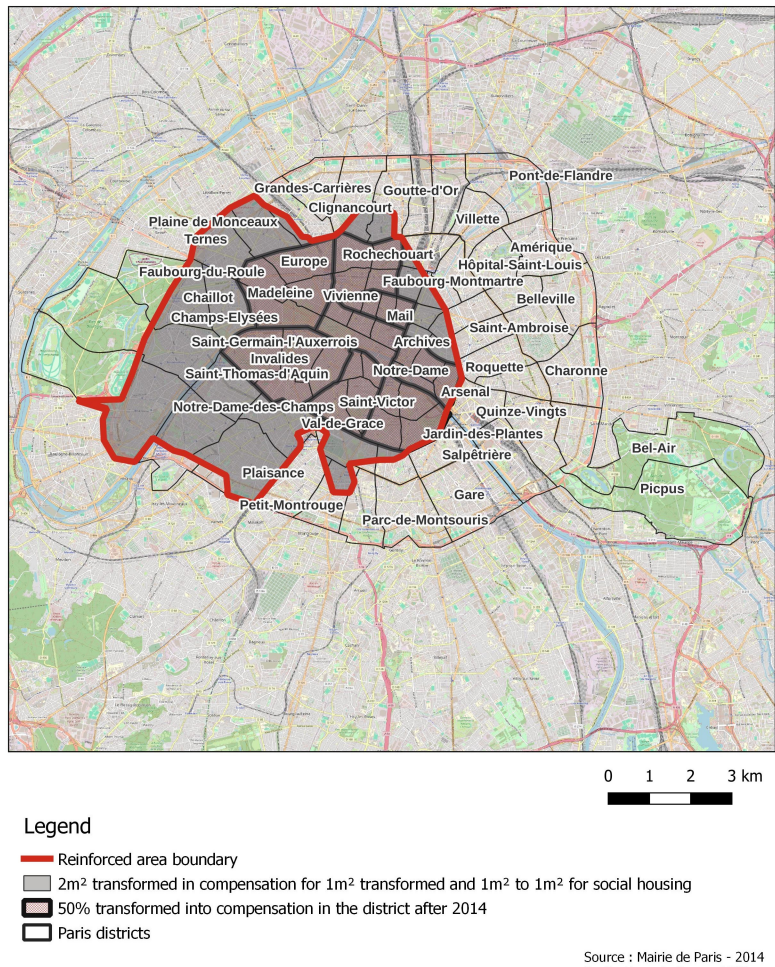 Pont-de-Flandre
Grandes-Carrières
Goutte-d'Or
Clignancourt
Villette
Plaine de Monceaux
Ternes
Amérique
Rochechouart
Europe
Hôpital-Saint-Louis
Faubourg-du-Roule
Faubourg-Montmartre
Madeleine
Vivienne
Chaillot
Belleville
Champs-Elysées
Mail
Saint-Ambroise
Saint-Germain-l'Auxerrois
Archives
Invalides
Saint-Thomas-d'Aquin
Notre-Dame
Roquette
Charonne
Arsenal
Notre-Dame-des-Champs
Saint-Victor
Quinze-Vingts
Val-de-Grace
Jardin-des-Plantes
Bel-Air
Salpêtrière
Plaisance
Picpus
Gare
Petit-Montrouge
Parc-de-Montsouris
0 1 2 3 km
Legend
Reinforced area boundary
2m² transformed in compensation for 1m² transformed and 1m² to 1m² for social housing
50% transformed into compensation in the district after 2014
Paris districts
Source : Mairie de Paris - 2014